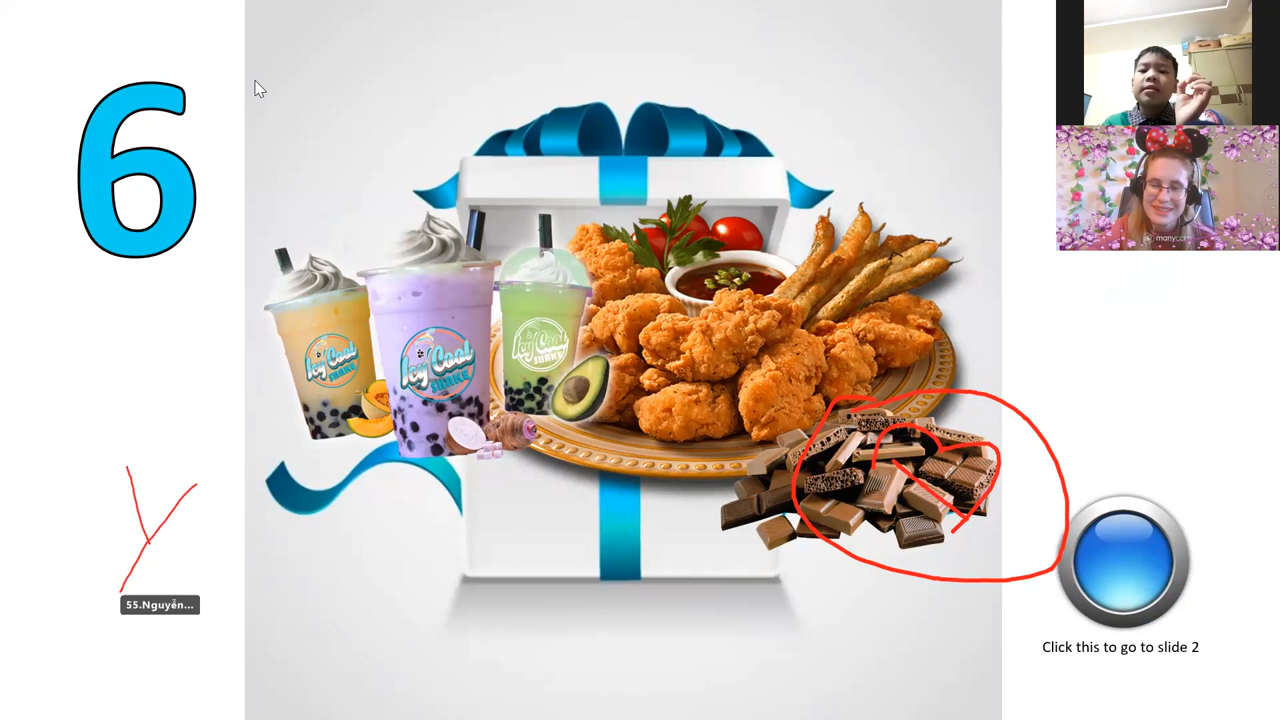 6
Icy Cool
SHAKE
Icy Cool
SHAKE
Icy Cool
SHAKE
manycam
Y
55.Nguyễn...
Click this to go to slide 2